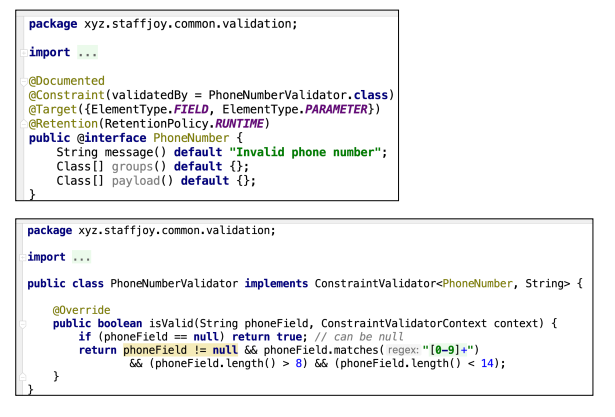 package xyz.staffjoy.common.validation;
import ...
@Documented
@Constraint(validatedBy = PhoneNumberValidator.class)
@Target({ElementType.FIELD, ElementType.PARAMETER})
@Retention(RetentionPolicy.RUNTIME)
public @interface PhoneNumber {
    String message() default "Invalid phone number";
    Class[] groups() default {};
    Class[] payload() default {};
}
package xyz.staffjoy.common.validation;
import ...
public class PhoneNumberValidator implements ConstraintValidator<PhoneNumber, String> {
    @Override
    public boolean isValid(String phoneField, ConstraintValidatorContext context) {
        if (phoneField == null) return true; // can be null
        return phoneField != null && phoneField.matches( regex: "[0-9]+")
                && (phoneField.length() > 8) && (phoneField.length() < 14);
    }
}